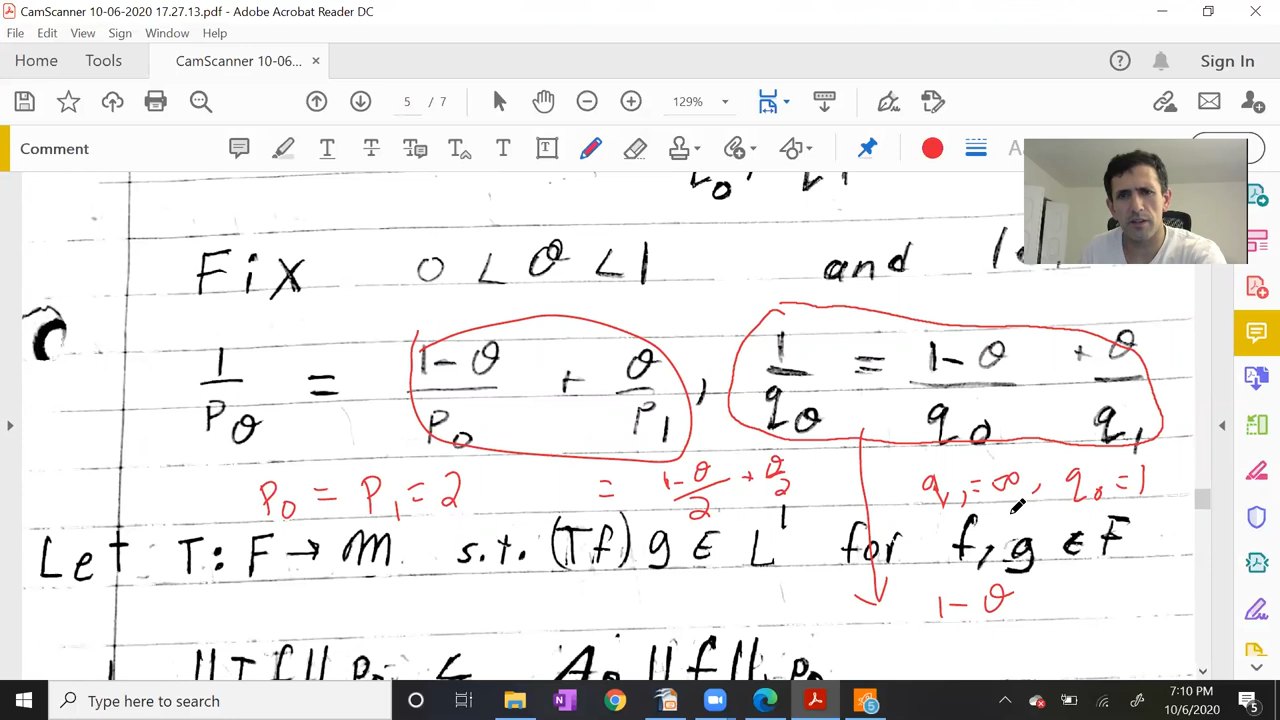 CamScanner 10-06-2020 17.27.13.pdf - Adobe Acrobat Reader DC
File Edit View Sign Window Help
Home Tools CamScanner 10-06... × Sign In
5 / 7 129%
Comment
Fix 0 < θ < 1 and
1/p_θ = (1-θ)/p_0 + θ/p_1 , 1/q_θ = (1-θ)/q_0 + θ/q_1
p_0 = p_1 = 2 = (1-θ)/2 + θ/2 q_1 = ∞, q_0 = 1
Let T: F → M s.t. (Tf) g ∈ L^1 for f, g ∈ F
1-θ
Type here to search
7:10 PM
10/6/2020